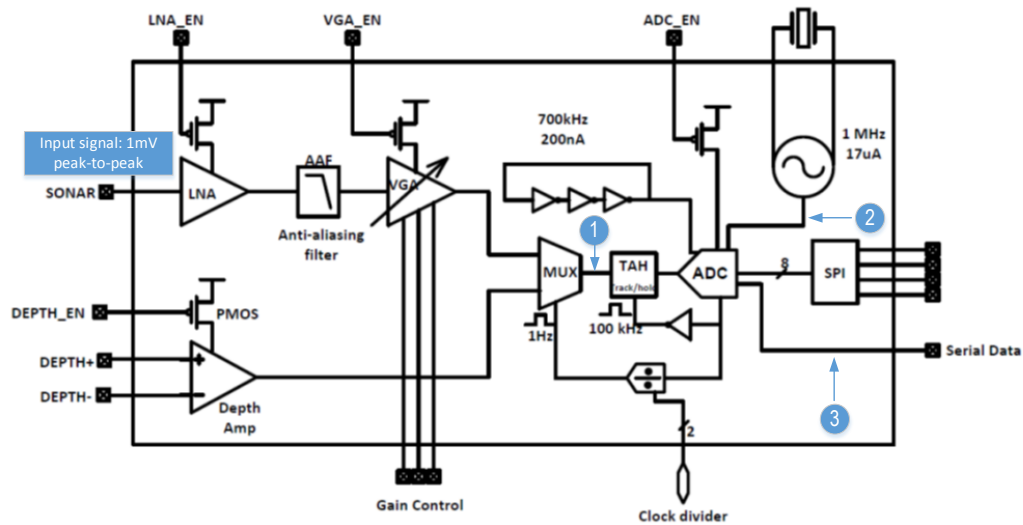 LNA_EN
VGA_EN
ADC_EN
700kHz
200nA
1 MHz
17uA
Input signal: 1mV
peak-to-peak
AAF
VGA
SONAR
LNA
Anti-aliasing
filter
1
2
MUX
TAH
Track/hold
ADC
8
SPI
DEPTH_EN
PMOS
1Hz
100 kHz
Serial Data
DEPTH+
DEPTH-
Depth
Amp
3
2
Gain Control
Clock divider